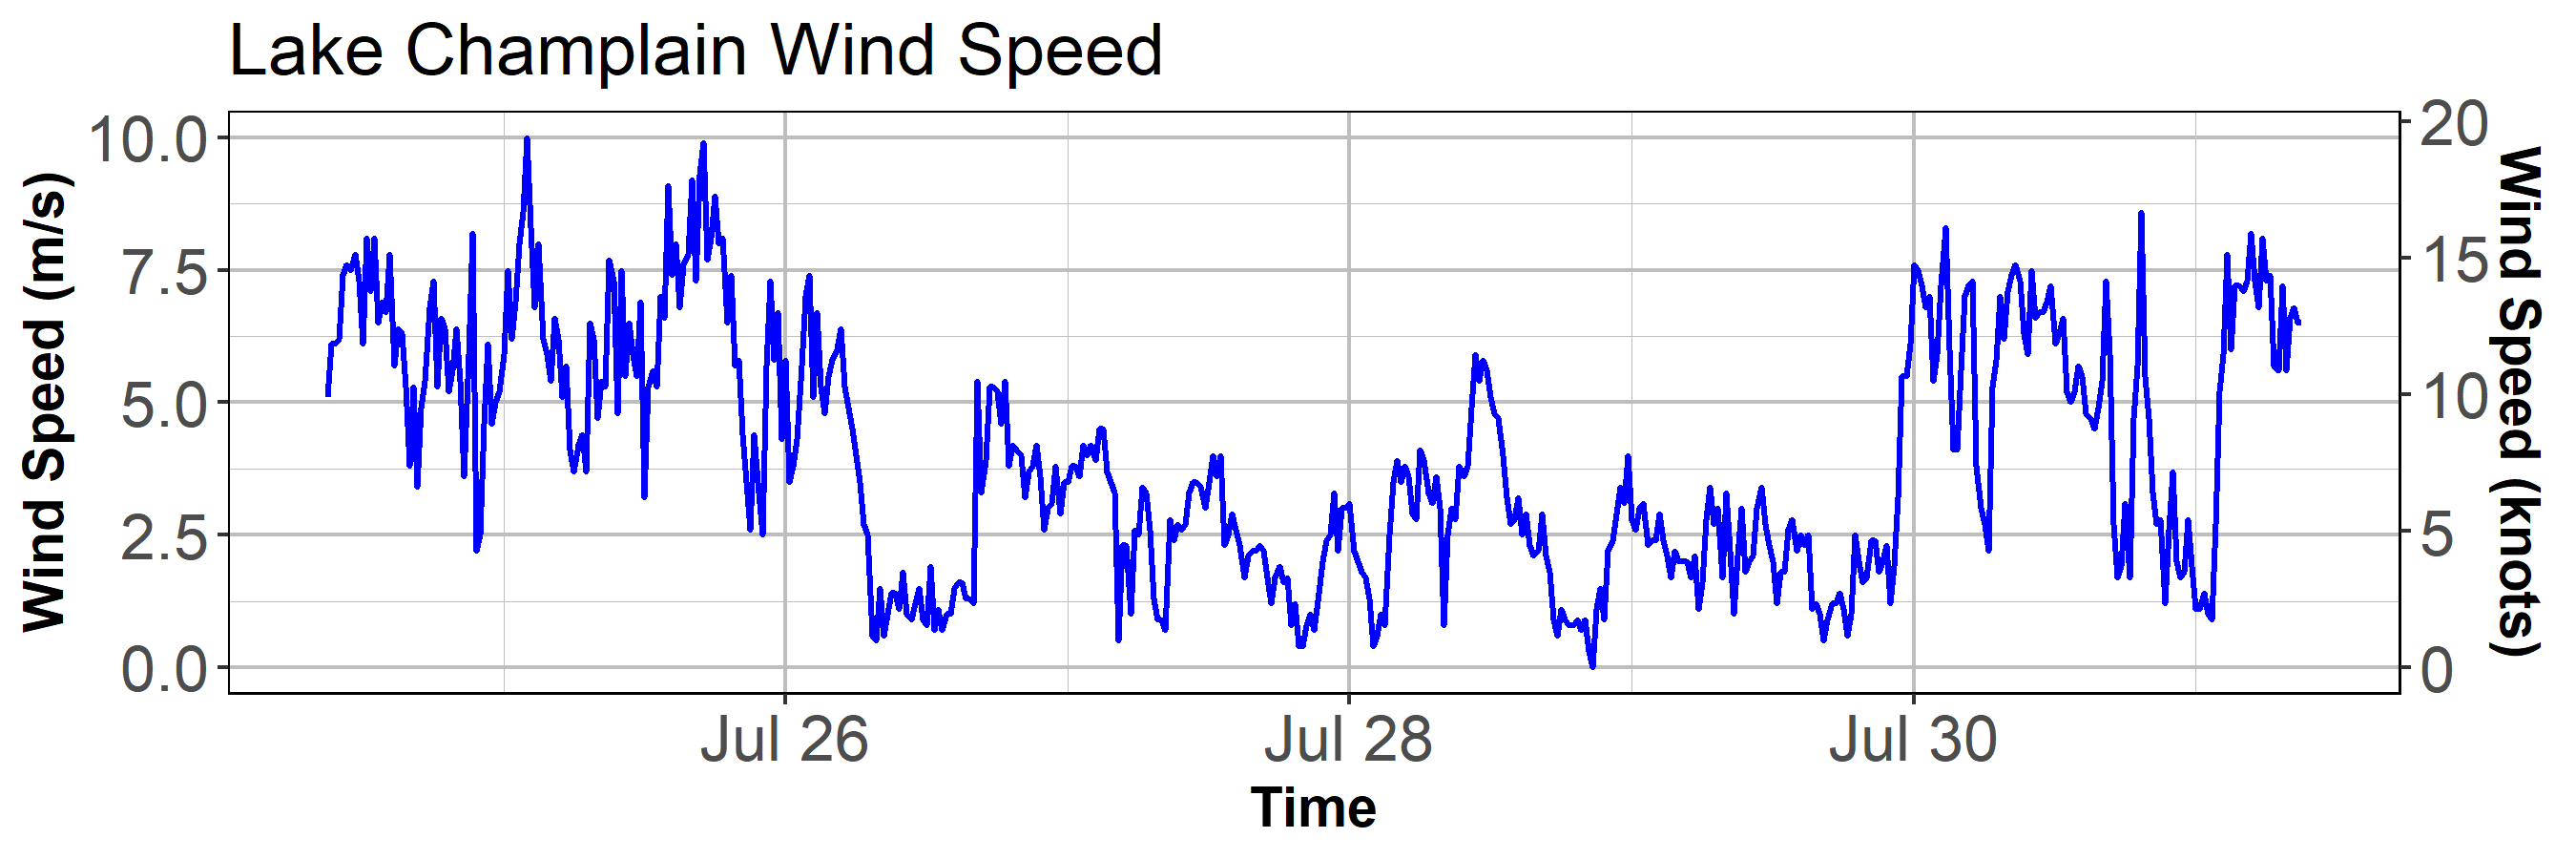 Lake Champlain Wind Speed
Wind Speed (m/s)
10.0
7.5
5.0
2.5
0.0
20
15
10
5
0
Wind Speed (knots)
Jul 26
Jul 28
Jul 30
Time